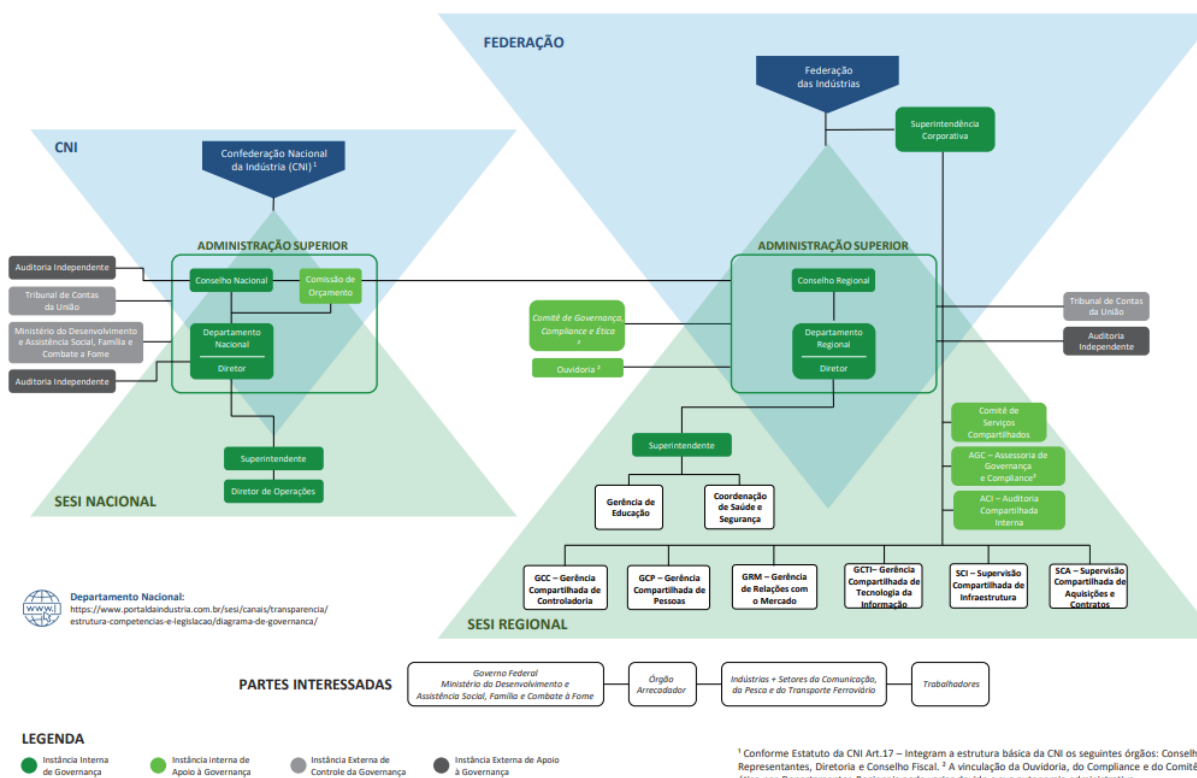 FEDERAÇÃO
Federação
das Indústrias
Superintendência
Corporativa
CNI
Confederação Nacional
da Indústria (CNI) ¹
ADMINISTRAÇÃO SUPERIOR
Auditoria Independente
Conselho Nacional
Comissão de
Orçamento
Tribunal de Contas
da União
Ministério do Desenvolvimento
e Assistência Social, Família e
Combate a Fome
Departamento
Nacional
Diretor
Auditoria Independente
Superintendente
Diretor de Operações
SESI NACIONAL
ADMINISTRAÇÃO SUPERIOR
Conselho Regional
Comitê de Governança,
Compliance e Ética
²
Departamento
Regional
Diretor
Ouvidoria ²
Tribunal de Contas
da União
Auditoria
Independente
Superintendente
Gerência de
Educação
Coordenação
de Saúde e
Segurança
Comitê de
Serviços
Compartilhados
AGC – Assessoria de
Governança
e Compliance²
ACI – Auditoria
Compartilhada
Interna
GCC – Gerência
Compartilhada de
Controladoria
GCP – Gerência
Compartilhada de
Pessoas
GRM – Gerência
de Relações com
o Mercado
GCTI– Gerência
Compartilhada de
Tecnologia da
Informação
SCI – Supervisão
Compartilhada de
Infraestrutura
SCA – Supervisão
Compartilhada de
Aquisições e
Contratos
SESI REGIONAL
www.
Departamento Nacional:
https://www.portaldaindustria.com.br/sesi/canais/transparencia/
estrutura-competencias-e-legislacao/diagrama-de-governanca/
PARTES INTERESSADAS
Governo Federal
Ministério do Desenvolvimento e
Assistência Social, Família e Combate à Fome
Órgão
Arrecadador
Indústrias + Setores da Comunicação,
da Pesca e do Transporte Ferroviário
Trabalhadores
LEGENDA
Instância Interna
de Governança
Instância interna de
Apoio à Governança
Instância Externa de
Controle da Governança
Instância Externa de Apoio
à Governança
¹ Conforme Estatuto da CNI Art.17 – Integram a estrutura básica da CNI os seguintes órgãos: Conselh
Representantes, Diretoria e Conselho Fiscal. ² A vinculação da Ouvidoria, do Compliance e do Comitê